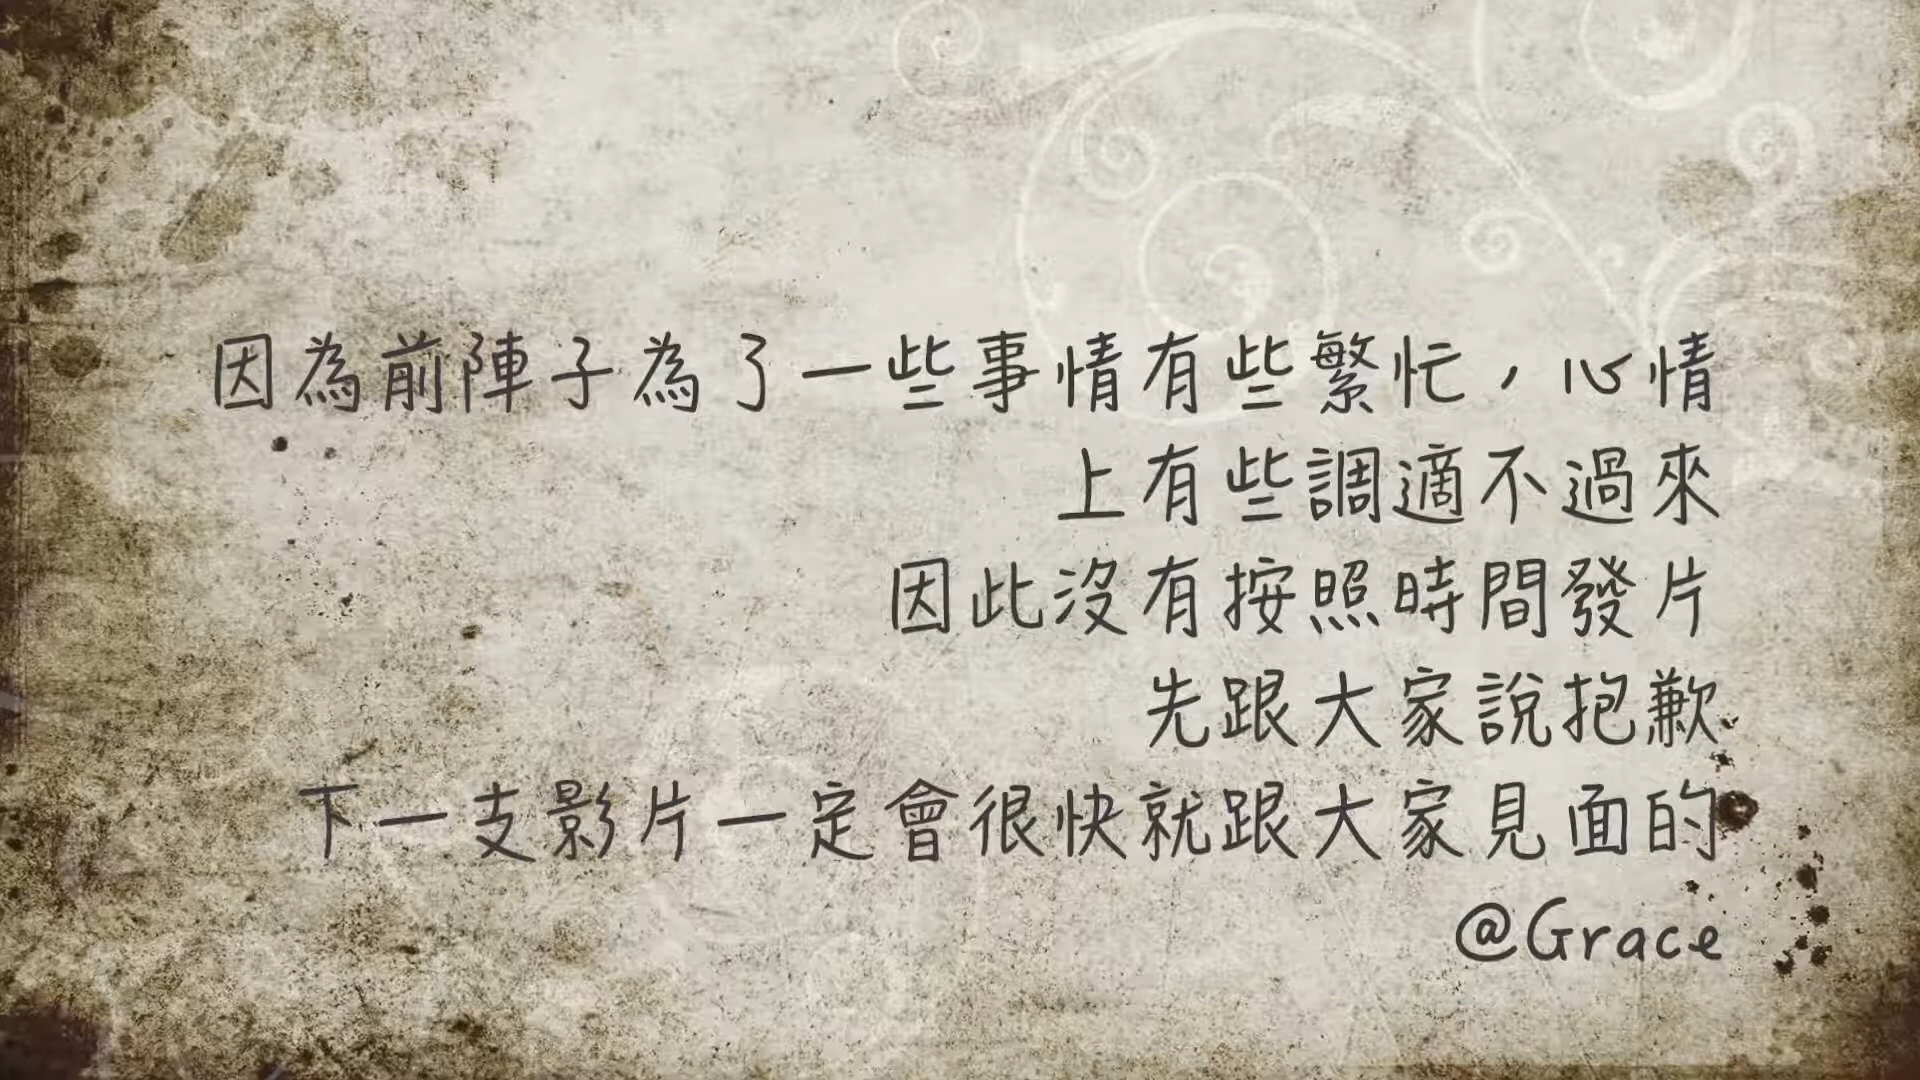 因為前陣子為了一些事情有些繁忙，心情
上有些調適不過來
因此沒有按照時間發片
先跟大家說抱歉
下一支影片一定會很快就跟大家見面的
@Grace